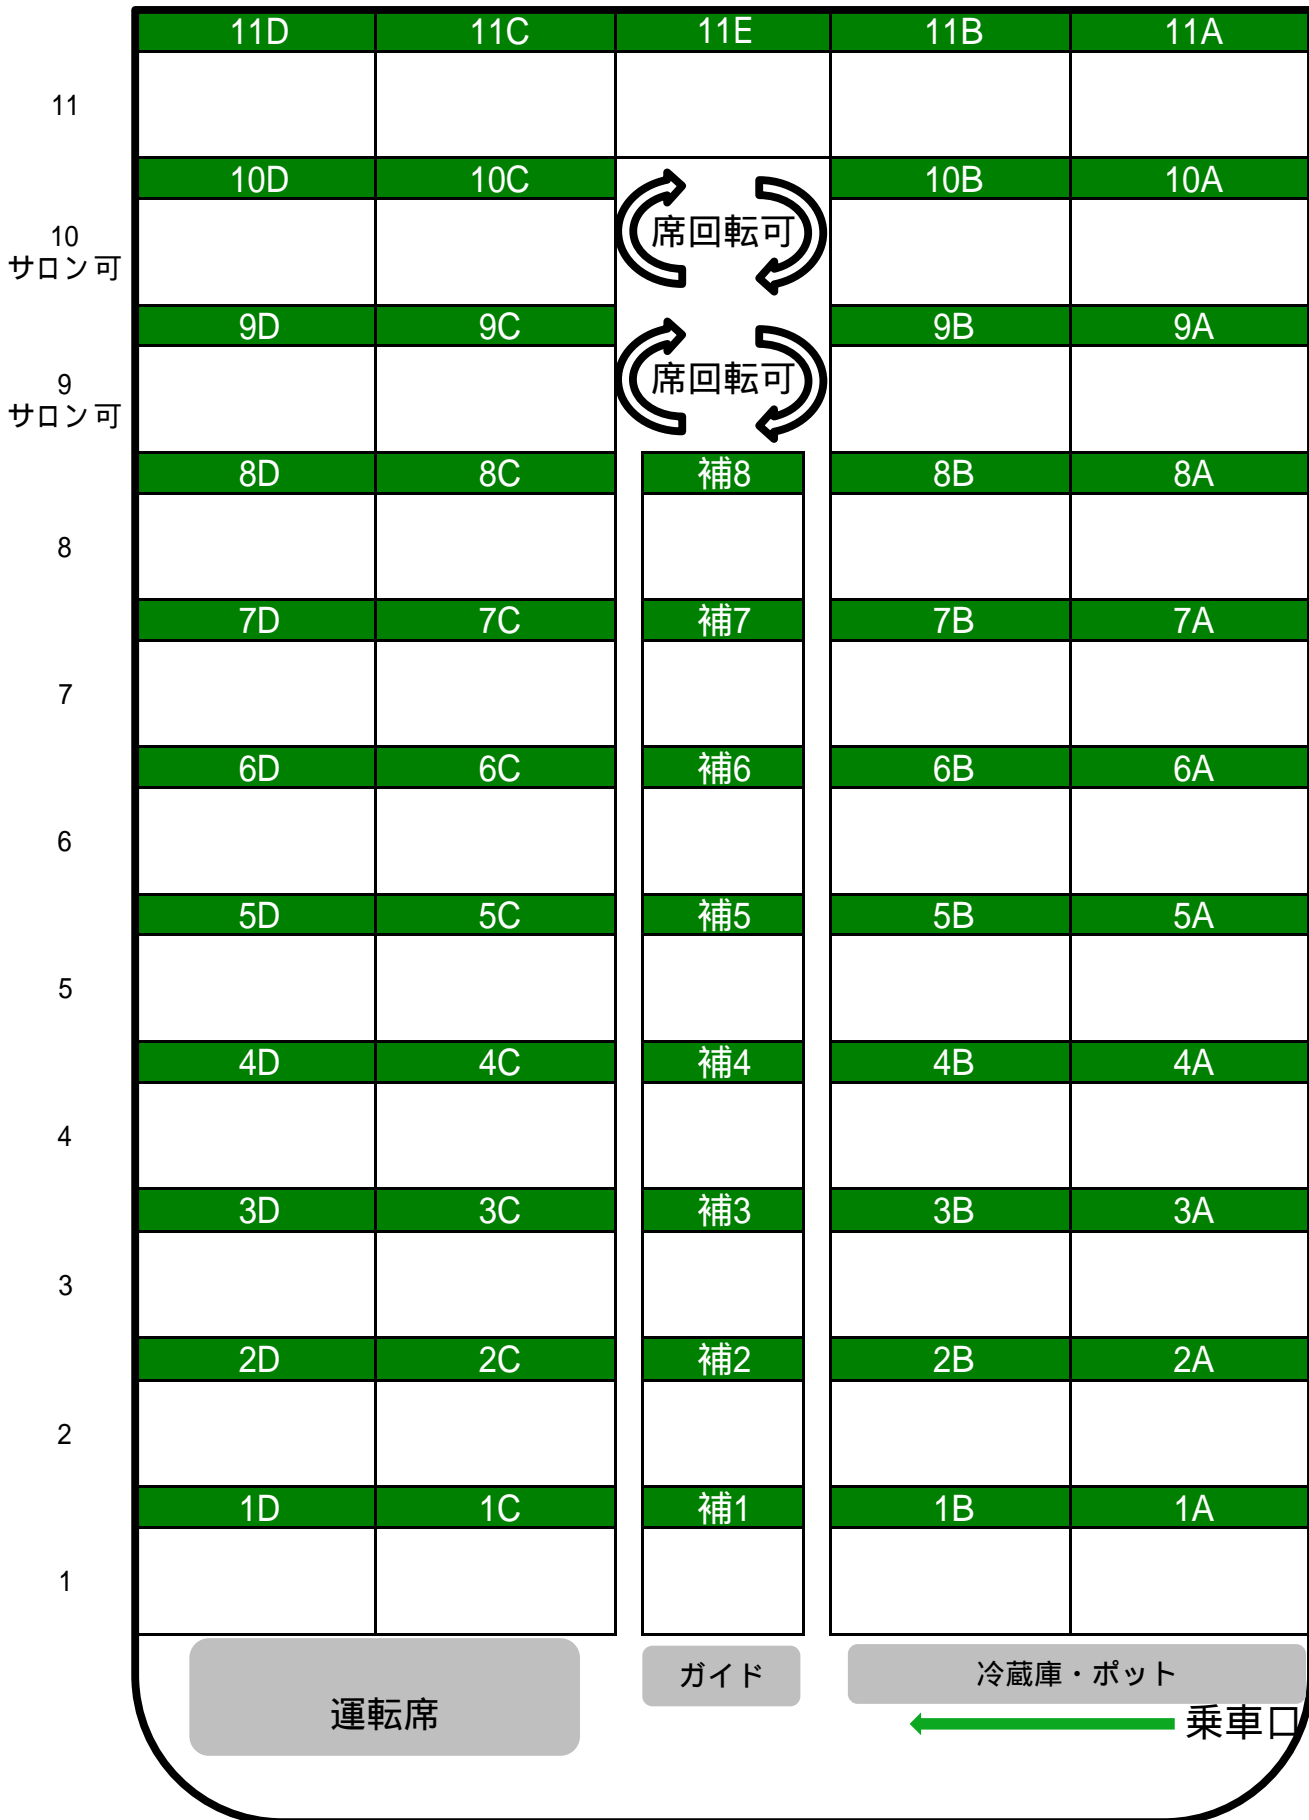 11D 11C 11E 11B 11A
11
10D 10C 10B 10A
10
サロン可
席回転可
9D 9C 9B 9A
9
サロン可
席回転可
8D 8C 補8 8B 8A
8
7D 7C 補7 7B 7A
7
6D 6C 補6 6B 6A
6
5D 5C 補5 5B 5A
5
4D 4C 補4 4B 4A
4
3D 3C 補3 3B 3A
3
2D 2C 補2 2B 2A
2
1D 1C 補1 1B 1A
1
運転席
ガイド
冷蔵庫・ポット
乗車口